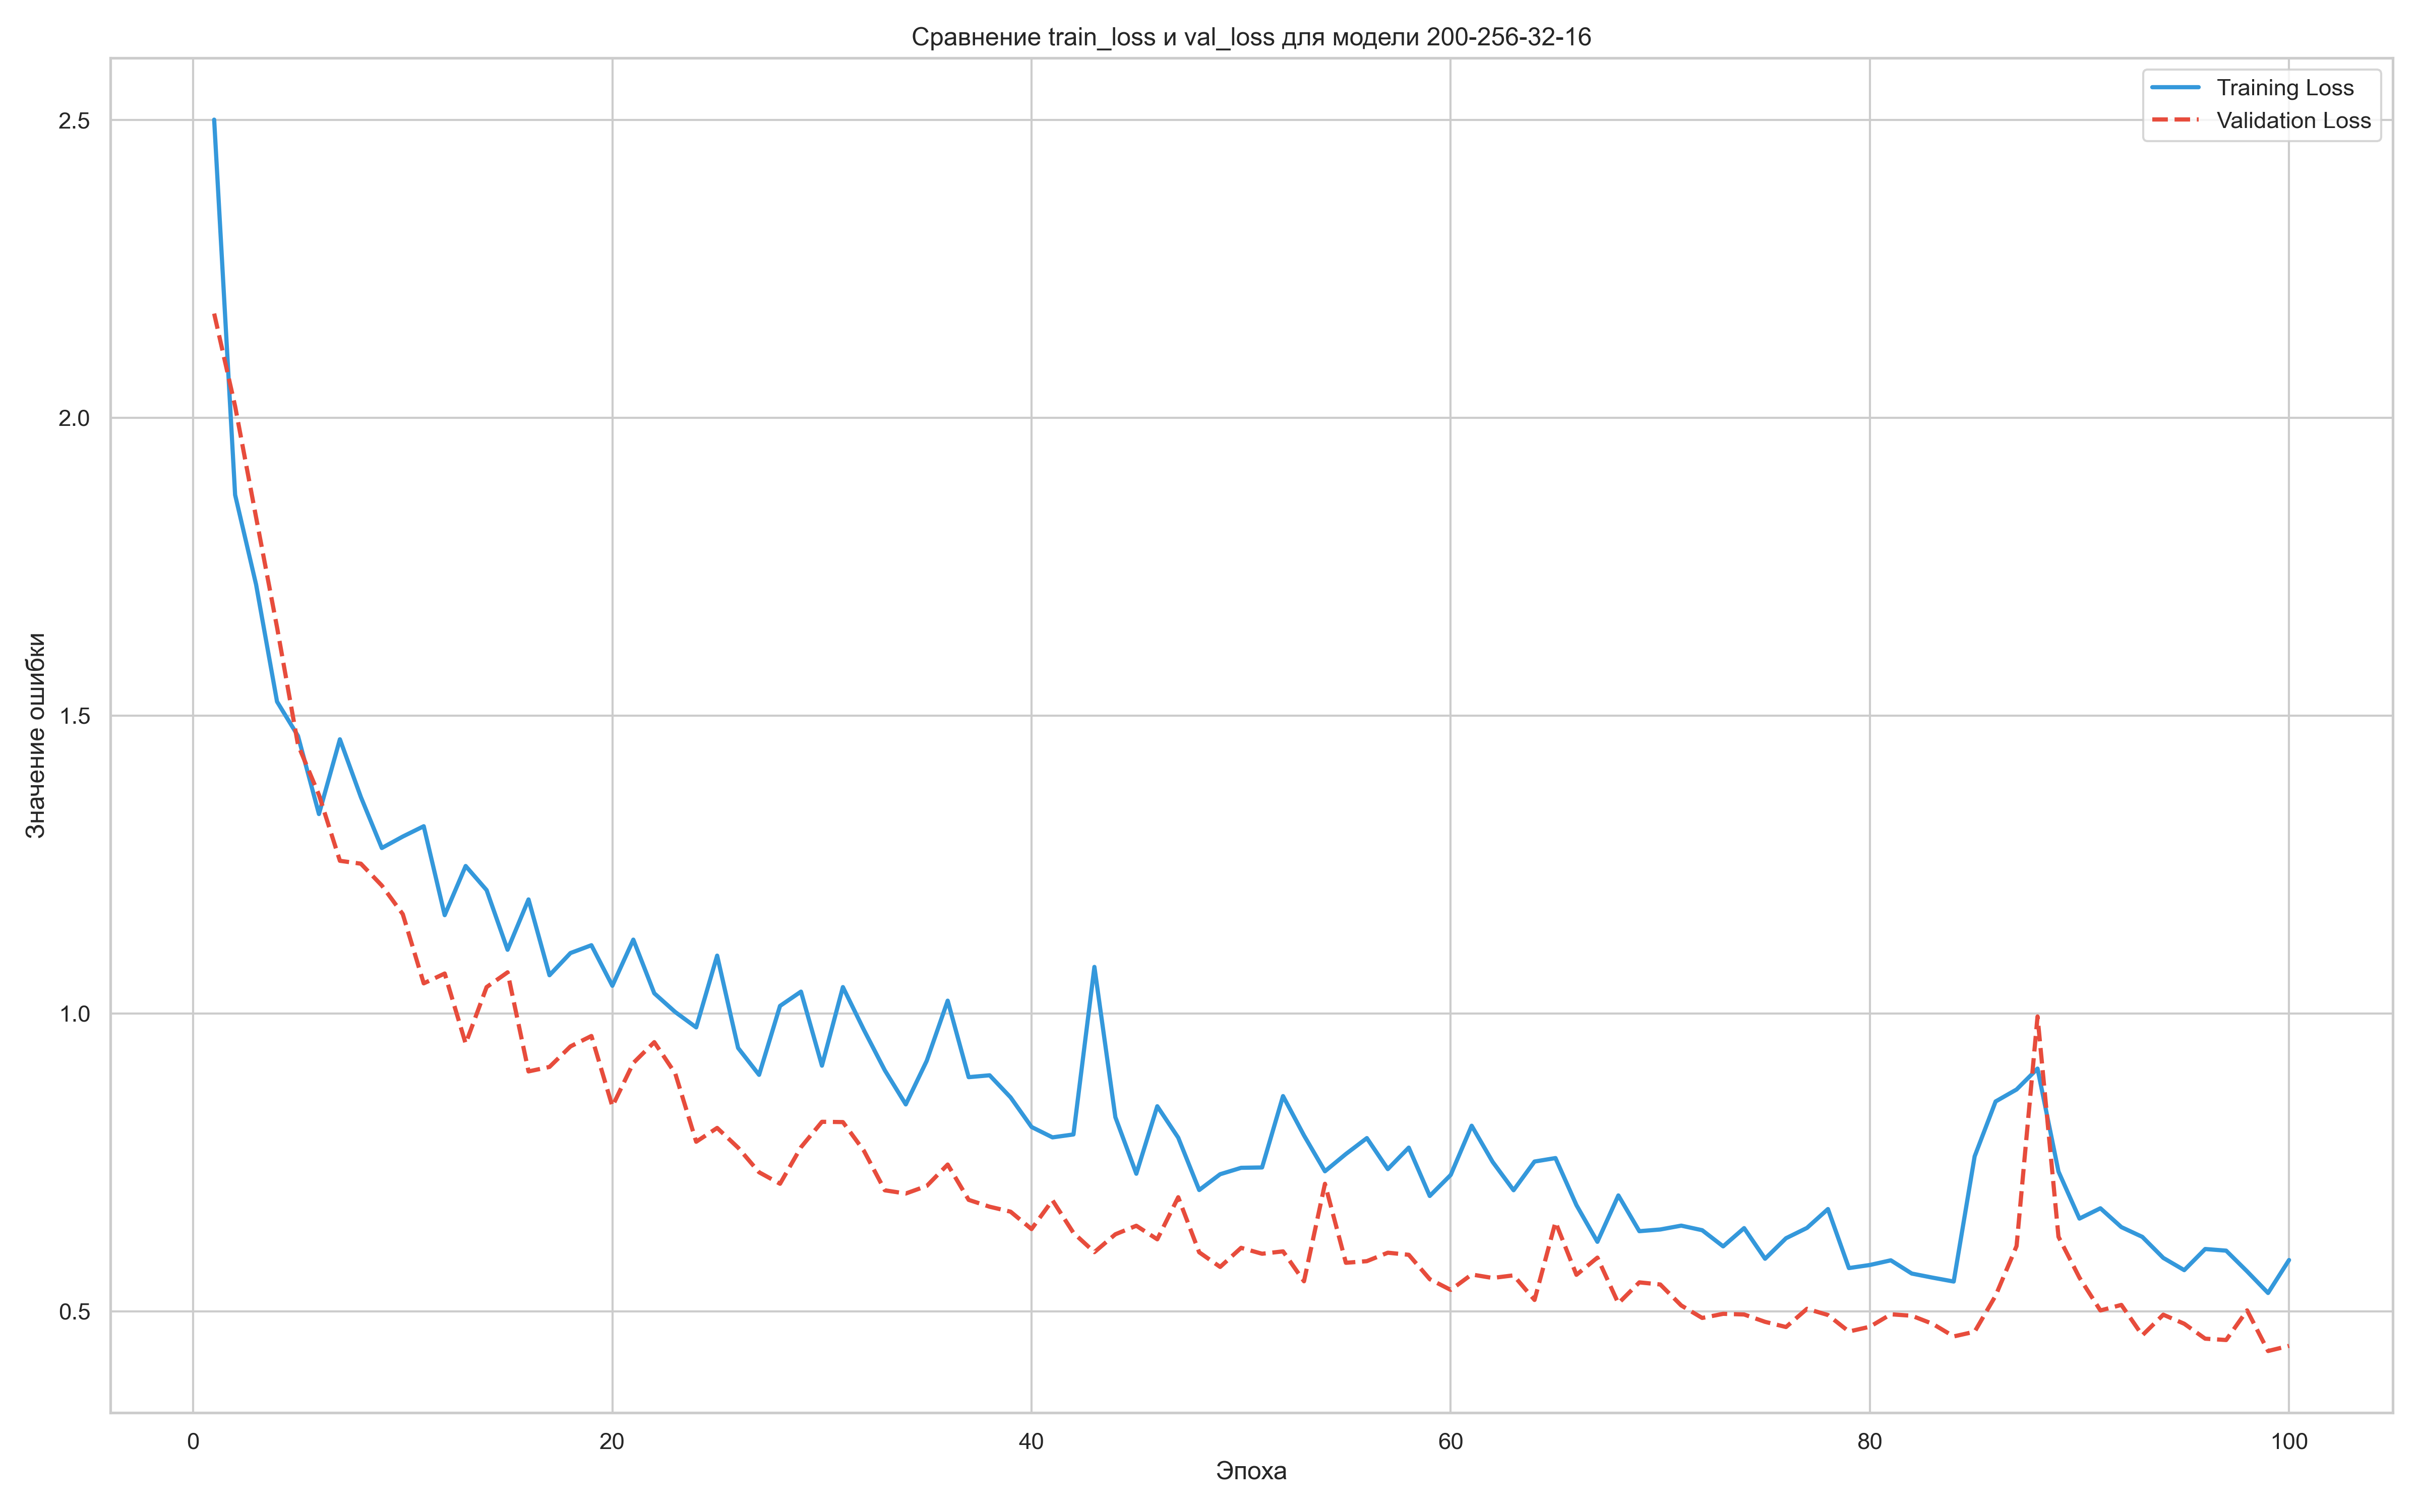 Сравнение train_loss и val_loss для модели 200-256-32-16
Training Loss
Validation Loss
2.5
2.0
1.5
1.0
0.5
Значение ошибки
0 20 40 60 80 100
Эпоха